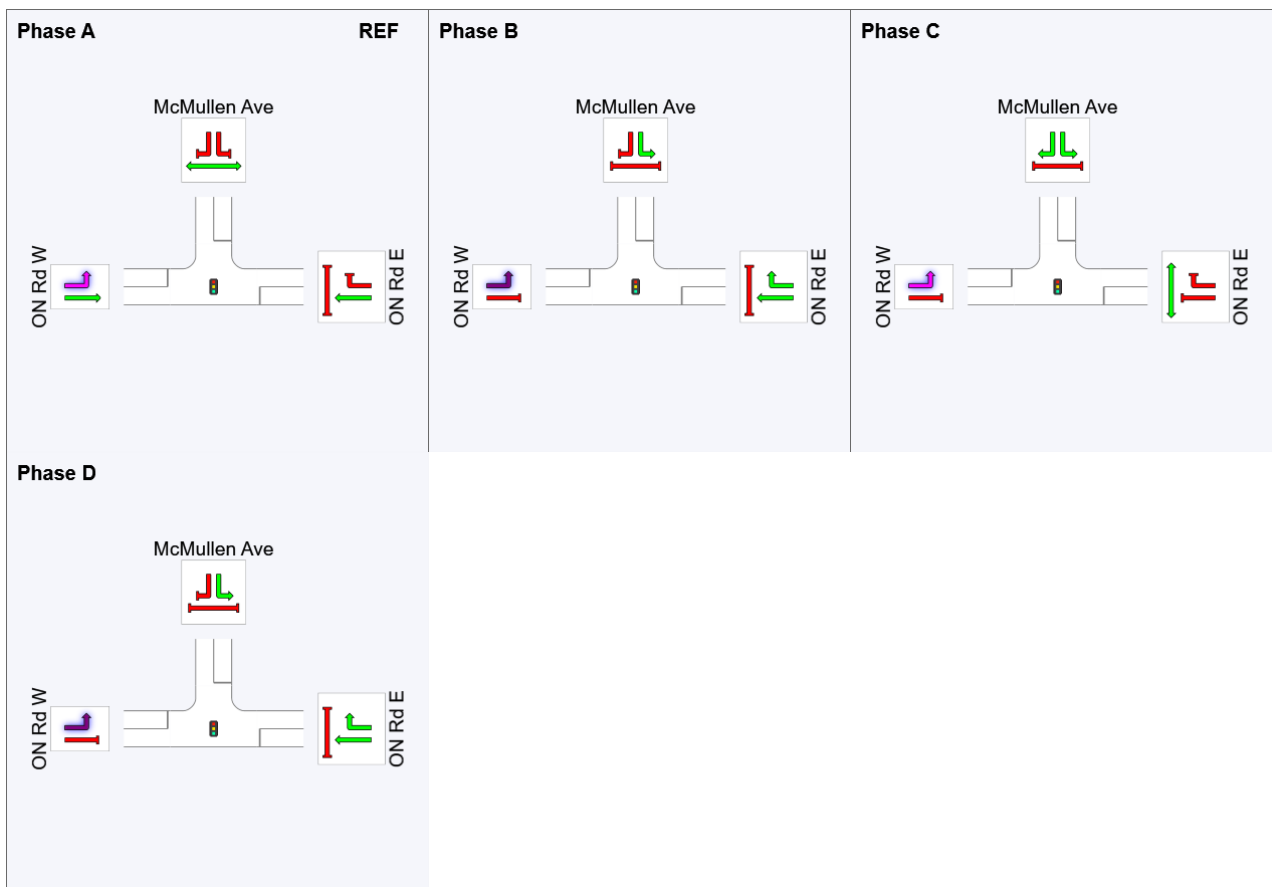 Phase A
REF
McMullen Ave
ON Rd W
ON Rd E
Phase B
McMullen Ave
ON Rd W
ON Rd E
Phase C
McMullen Ave
ON Rd W
ON Rd E
Phase D
McMullen Ave
ON Rd W
ON Rd E